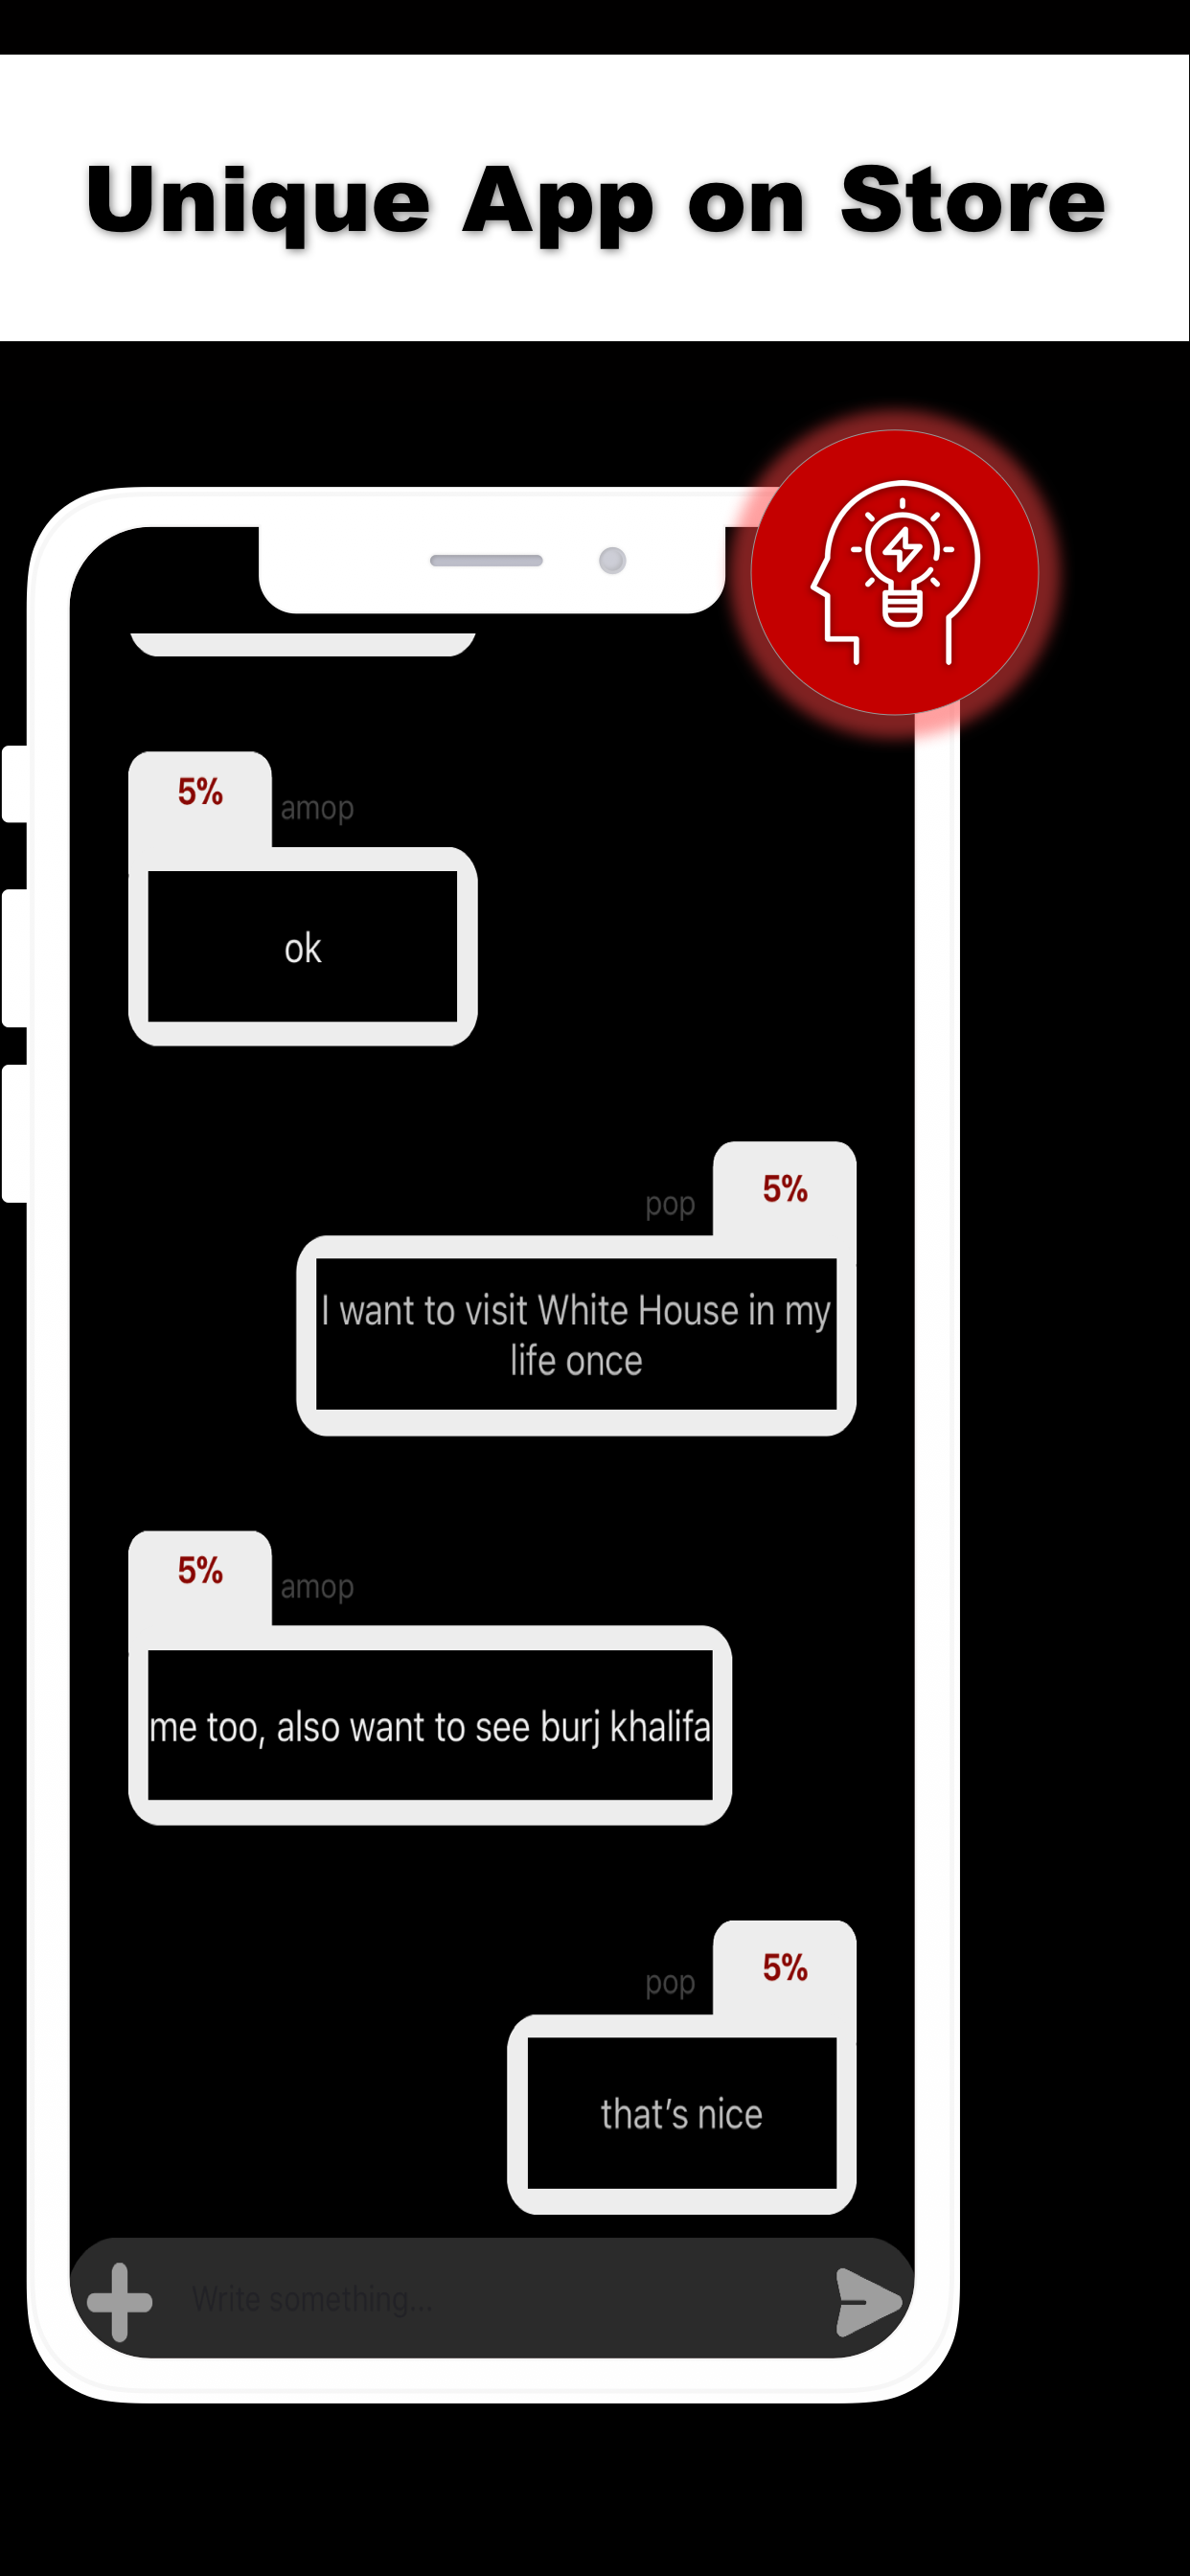 Unique App on Store
5%
amop
ok
pop
5%
I want to visit White House in my
life once
5%
amop
me too, also want to see burj khalifa
pop
5%
that's nice
Write something...